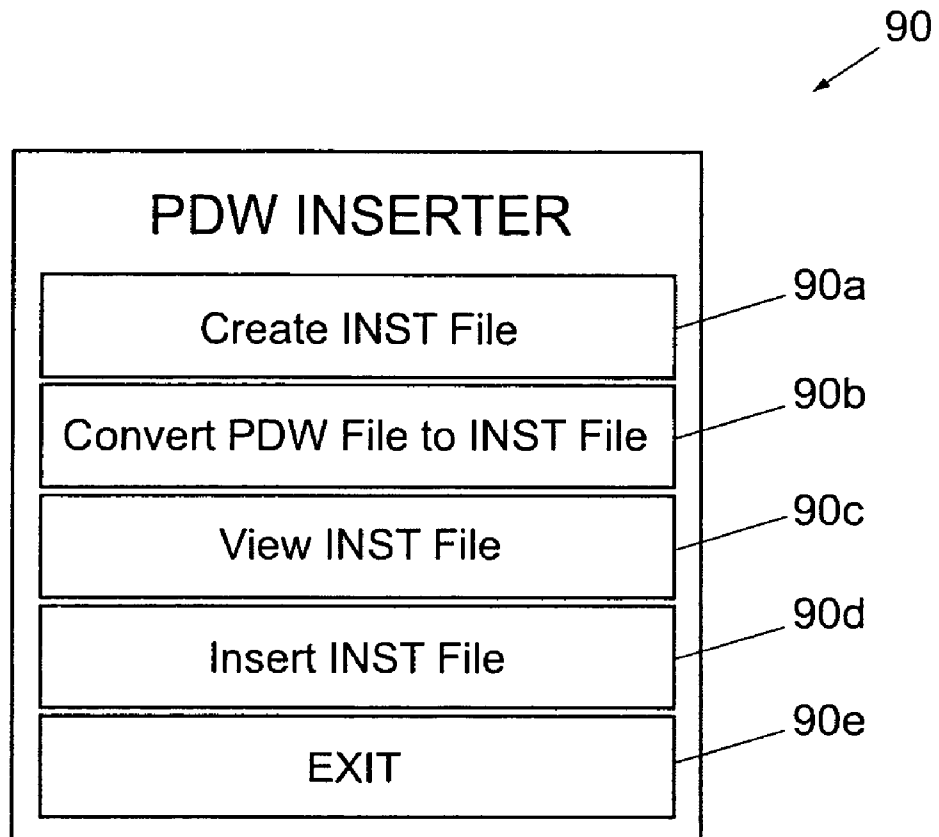 90
PDW INSERTER
Create INST File
90a
Convert PDW File to INST File
90b
View INST File
90c
Insert INST File
90d
EXIT
90e